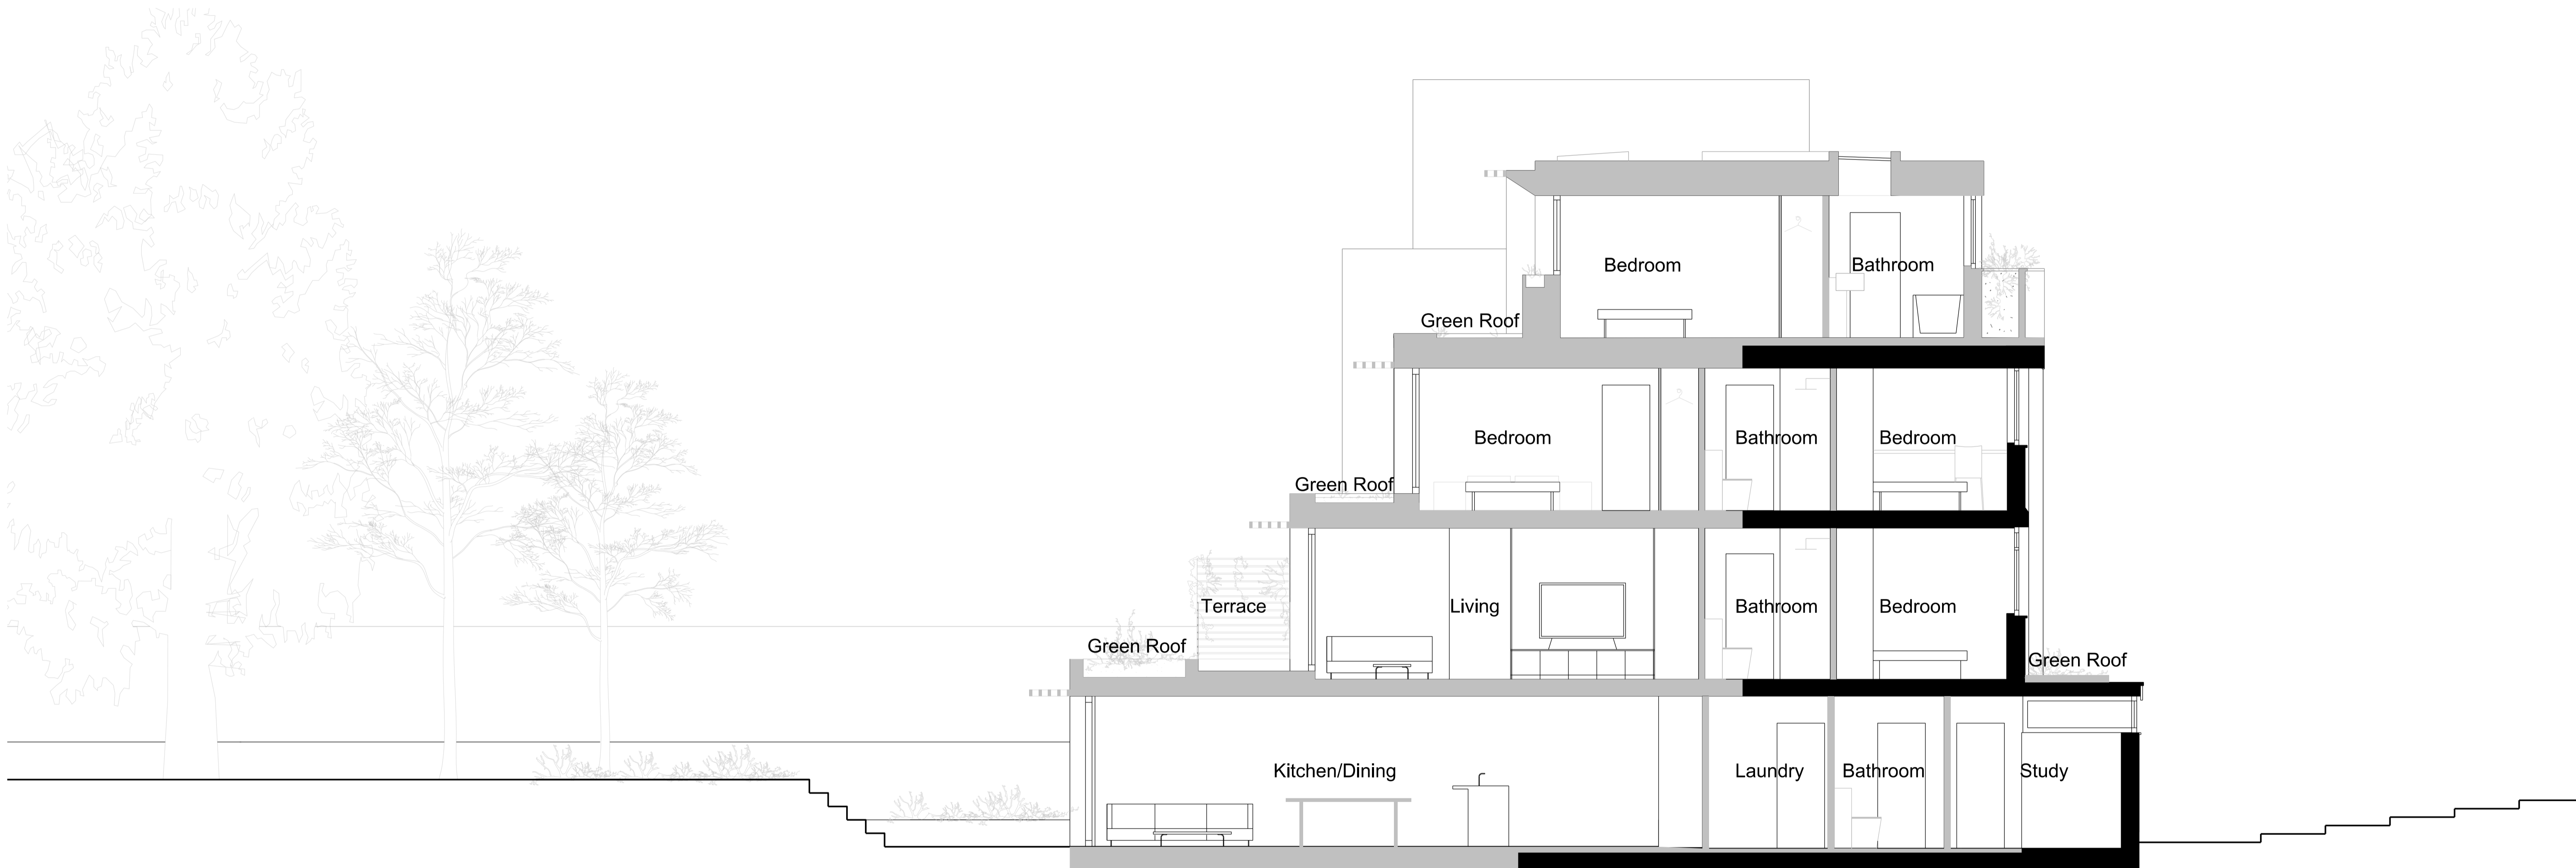 Bedroom
Bathroom
Green Roof
Bedroom
Bathroom
Bedroom
Green Roof
Terrace
Living
Bathroom
Bedroom
Green Roof
Green Roof
Kitchen/Dining
Laundry
Bathroom
Study